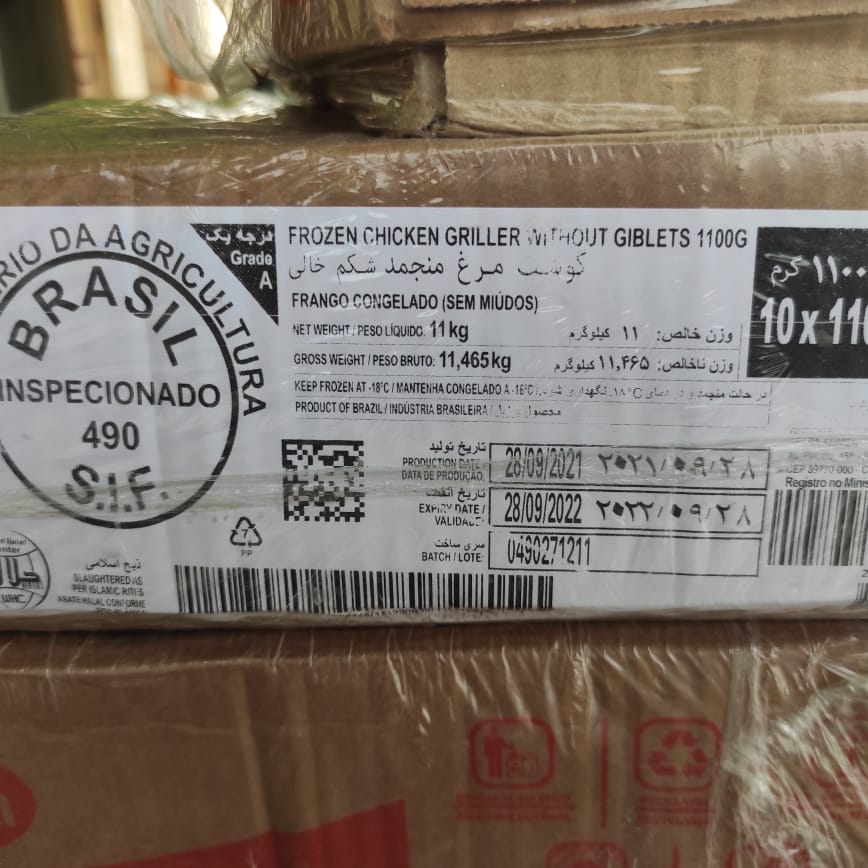 RIO DA AGRICULTURA
BRASIL
INSPECIONADO
490
S.I.F.
درجه یک
Grade
A
FROZEN CHICKEN GRILLER WITHOUT GIBLETS 1100G
گوشت مرغ منجمد شکم خالی
FRANGO CONGELADO (SEM MIÚDOS)
NET WEIGHT / PESO LÍQUIDO: 11 kg
وزن خالص: ۱۱ کیلوگرم
GROSS WEIGHT / PESO BRUTO: 11,465 kg
وزن ناخالص: ۱۱,۴۶۵ کیلوگرم
KEEP FROZEN AT -18°C / MANTENHA CONGELADO A -18°C
PRODUCT OF BRAZIL / INDÚSTRIA BRASILEIRA /
گرم
10 x
تاریخ تولید
PRODUCTION DATE /
DATA DE PRODUÇÃO:
28/09/2021 ۲۰۲۱/۰۹/۲۸
تاریخ
EXPIRY DATE /
VALIDADE:
28/09/2022 ۲۰۲۲/۰۹/۲۸
سری ساخت
BATCH / LOTE:
0490271211
7
PP
ذبح اسلامی
SLAUGHTERED AS
PER ISLAMIC RITES
ABATE HALAL CONFORME
Registro no Minis